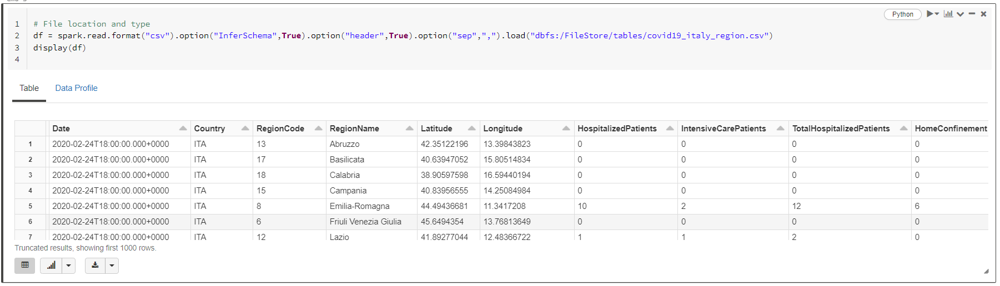 Python
1 # File location and type
2 df = spark.read.format("csv").option("InferSchema",True).option("header",True).option("sep",",").load("dbfs:/FileStore/tables/covid19_italy_region.csv")
3 display(df)
4
Table Data Profile
Date Country RegionCode RegionName Latitude Longitude HospitalizedPatients IntensiveCarePatients TotalHospitalizedPatients HomeConfinement
1 2020-02-24T18:00:00.000+0000 ITA 13 Abruzzo 42.35122196 13.39843823 0 0 0 0
2 2020-02-24T18:00:00.000+0000 ITA 17 Basilicata 40.63947052 15.80514834 0 0 0 0
3 2020-02-24T18:00:00.000+0000 ITA 18 Calabria 38.90597598 16.59440194 0 0 0 0
4 2020-02-24T18:00:00.000+0000 ITA 15 Campania 40.83956555 14.25084984 0 0 0 0
5 2020-02-24T18:00:00.000+0000 ITA 8 Emilia-Romagna 44.49436681 11.3417208 10 2 12 6
6 2020-02-24T18:00:00.000+0000 ITA 6 Friuli Venezia Giulia 45.6494354 13.76813649 0 0 0 0
7 2020-02-24T18:00:00.000+0000 ITA 12 Lazio 41.89277044 12.48366722 1 1 2 0
Truncated results, showing first 1000 rows.